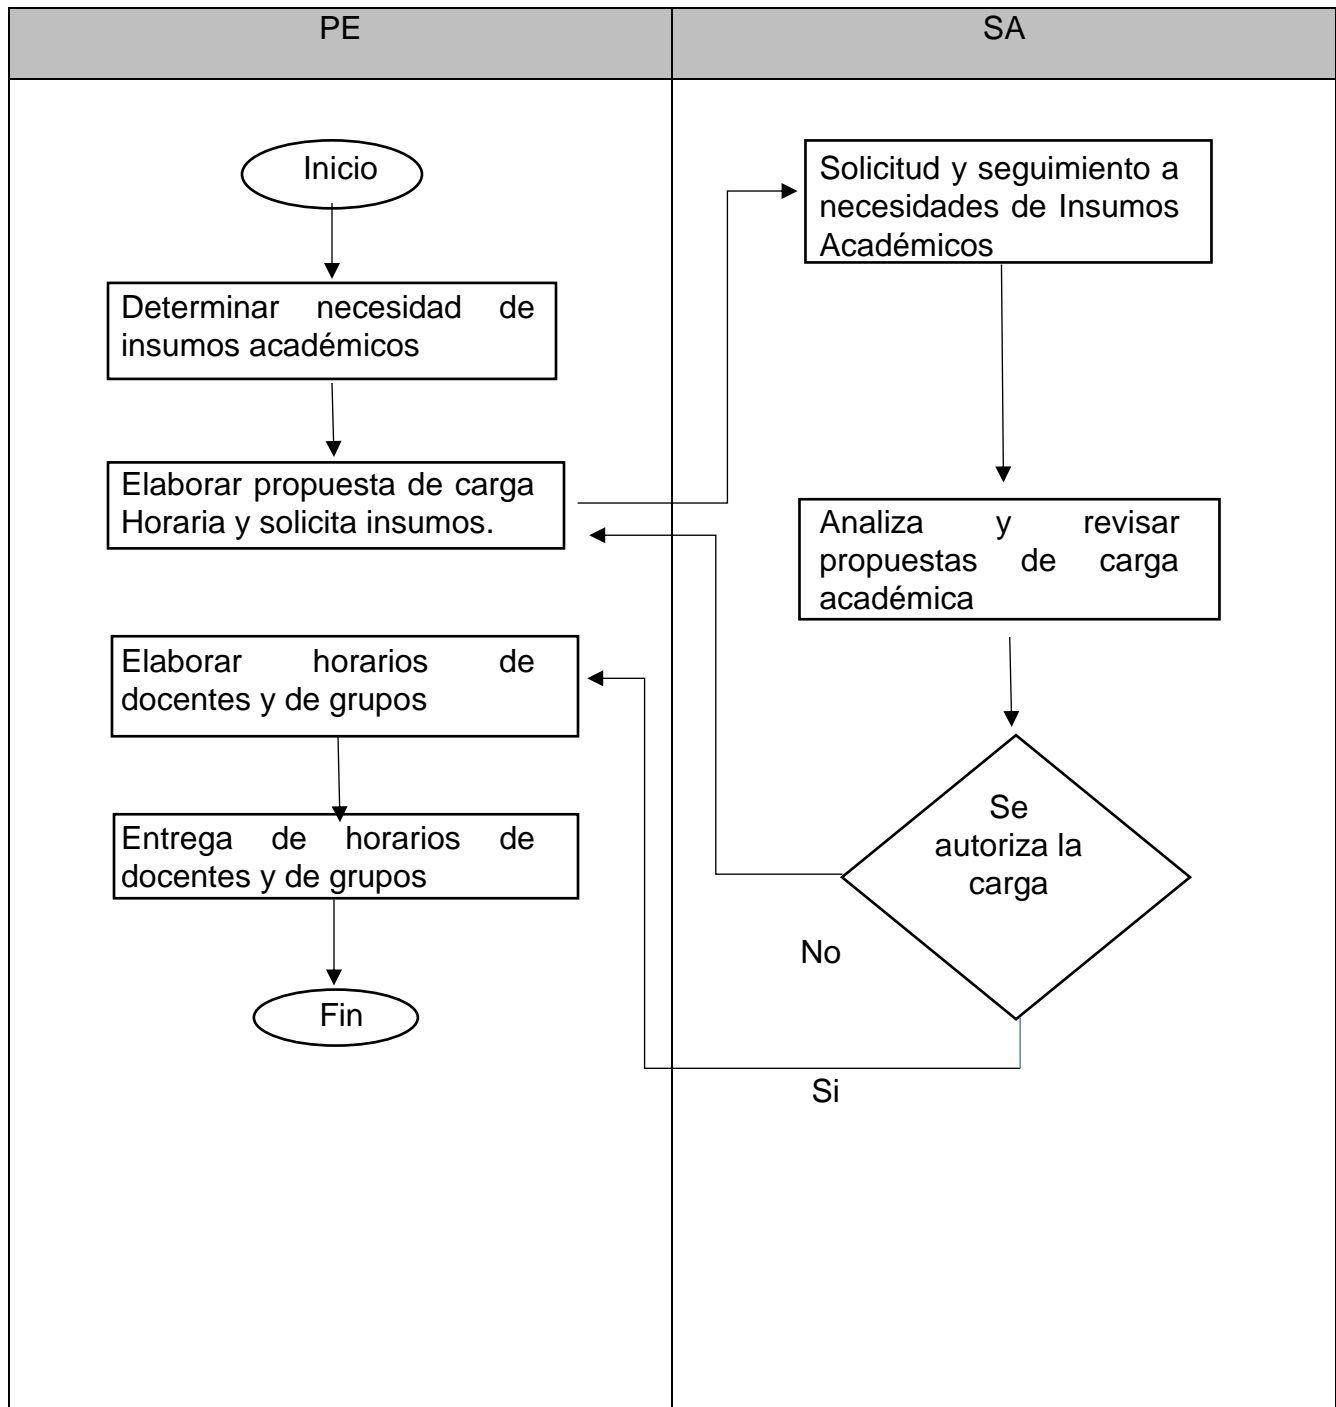 PE
SA
Inicio
Determinar necesidad de
insumos académicos
Elaborar propuesta de carga
Horaria y solicita insumos.
Elaborar horarios de
docentes y de grupos
Entrega de horarios de
docentes y de grupos
Fin
Solicitud y seguimiento a
necesidades de Insumos
Académicos
Analiza y revisar
propuestas de carga
académica
Se
autoriza la
carga
No
Si